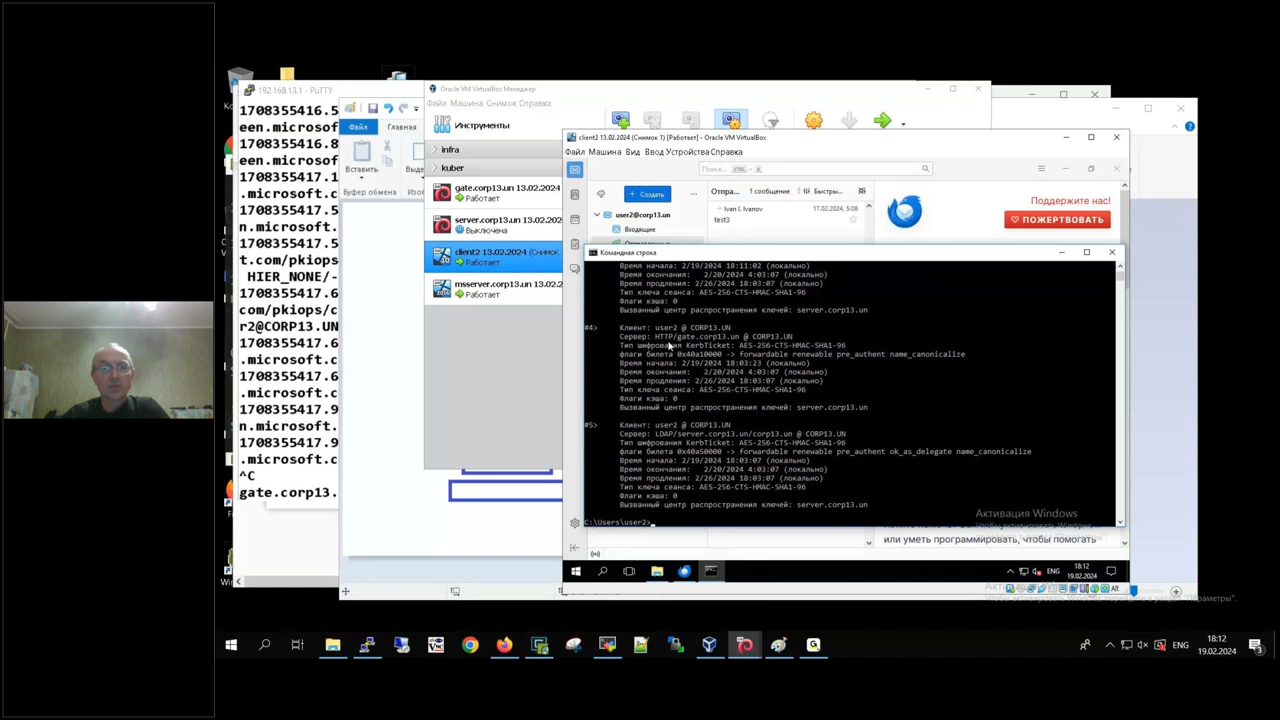 192.168.13.1 - PuTTY
1708355416.5
een.microsof
1708355416.8
een.microsof
1708355417.1
.microsoft.c
1708355417.5
n.microsoft.
1708355417.5
t.com/pkiops
HIER_NONE/-
1708355417.6
com/pkiops/c
r2@CORP13.UN
.microsoft.c
1708355417.9
n.microsoft.
1708355417.9
.microsoft.c
^C
gate.corp13.
Файл
Главная
Вставить
Буфер обмена
Oracle VM VirtualBox Менеджер
Файл Машина Снимок Справка
Инструменты
infra
kuber
gate.corp13.un 13.02.2024
Работает
server.corp13.un 13.02.2
Выключена
client2 13.02.2024 (Снимок
Работает
msserver.corp13.un 13.02.2
Работает
client2 13.02.2024 (Снимок 1) [Работает] - Oracle VM VirtualBox
Файл Машина Вид Ввод Устройства Справка
Поиск... CTRL + K
+ Создать
Отпра... 1 сообщение Быстры...
user2@corp13.un
Входящие
Ivan I. Ivanov 17.02.2024, 5:08
test3
Поддержите нас!
ПОЖЕРТВОВАТЬ
Командная строка
Время начала: 2/19/2024 18:11:02 (локально)
Время окончания: 2/20/2024 4:03:07 (локально)
Время продления: 2/26/2024 18:03:07 (локально)
Тип ключа сеанса: AES-256-CTS-HMAC-SHA1-96
Флаги кэша: 0
Вызванный центр распространения ключей: server.corp13.un
#4> Клиент: user2 @ CORP13.UN
Сервер: HTTP/gate.corp13.un @ CORP13.UN
Тип шифрования KerbTicket: AES-256-CTS-HMAC-SHA1-96
флаги билета 0x40a10000 -> forwardable renewable pre_authent name_canonicalize
Время начала: 2/19/2024 18:03:23 (локально)
Время окончания: 2/20/2024 4:03:07 (локально)
Время продления: 2/26/2024 18:03:07 (локально)
Тип ключа сеанса: AES-256-CTS-HMAC-SHA1-96
Флаги кэша: 0
Вызванный центр распространения ключей: server.corp13.un
#5> Клиент: user2 @ CORP13.UN
Сервер: LDAP/server.corp13.un/corp13.un @ CORP13.UN
Тип шифрования KerbTicket: AES-256-CTS-HMAC-SHA1-96
флаги билета 0x40a50000 -> forwardable renewable pre_authent ok_as_delegate name_canonicalize
Время начала: 2/19/2024 18:03:07 (локально)
Время окончания: 2/20/2024 4:03:07 (локально)
Время продления: 2/26/2024 18:03:07 (локально)
Тип ключа сеанса: AES-256-CTS-HMAC-SHA1-96
Флаги кэша: 0
Вызванный центр распространения ключей: server.corp13.un
C:\Users\user2>
Активация Windows
или уметь программировать, чтобы помогать
ENG
18:12
19.02.2024
ENG
18:12
19.02.2024